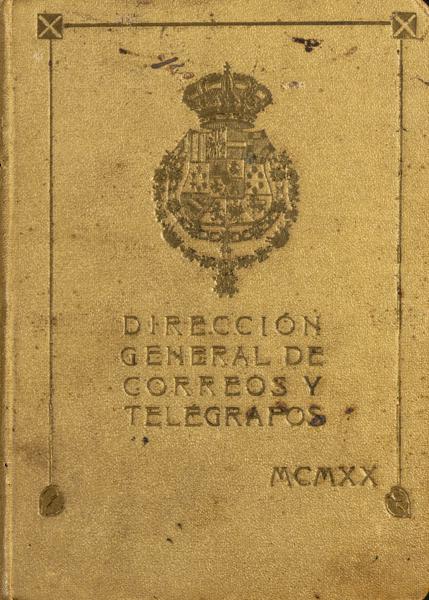 DIRECCIÓN
GENERAL DE
CORREOS Y
TELÉGRAFOS
MCMXX